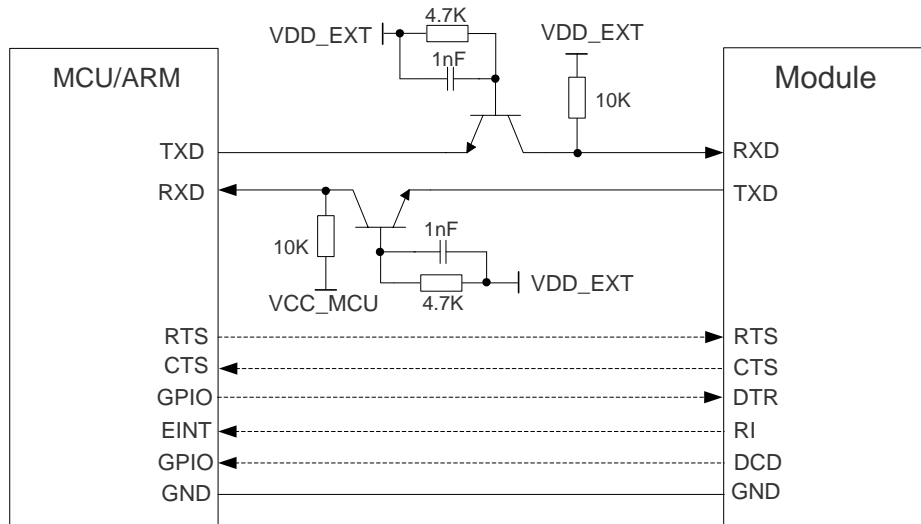 4.7K
VDD_EXT
VDD_EXT
1nF
MCU/ARM
Module
10K
TXD
RXD
RXD
TXD
1nF
10K
VDD_EXT
VCC_MCU
4.7K
RTS
RTS
CTS
CTS
GPIO
DTR
EINT
RI
GPIO
DCD
GND
GND